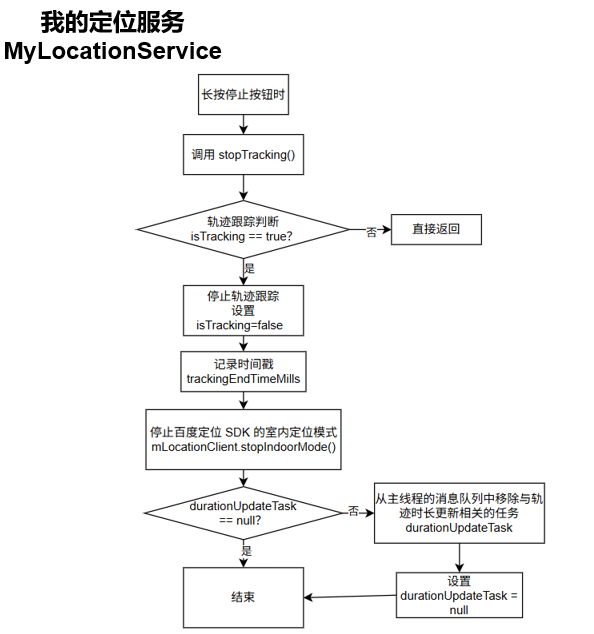 我的定位服务
MyLocationService
长按停止按钮时
调用 stopTracking()
轨迹跟踪判断
isTracking == true?
否
直接返回
是
停止轨迹跟踪
设置
isTracking=false
记录时间戳
trackingEndTimeMills
停止百度定位 SDK 的室内定位模式
mLocationClient.stopIndoorMode()
durationUpdateTask
== null?
否
从主线程的消息队列中移除与轨
迹时长更新相关的任务
durationUpdateTask
是
设置
durationUpdateTask =
null
结束